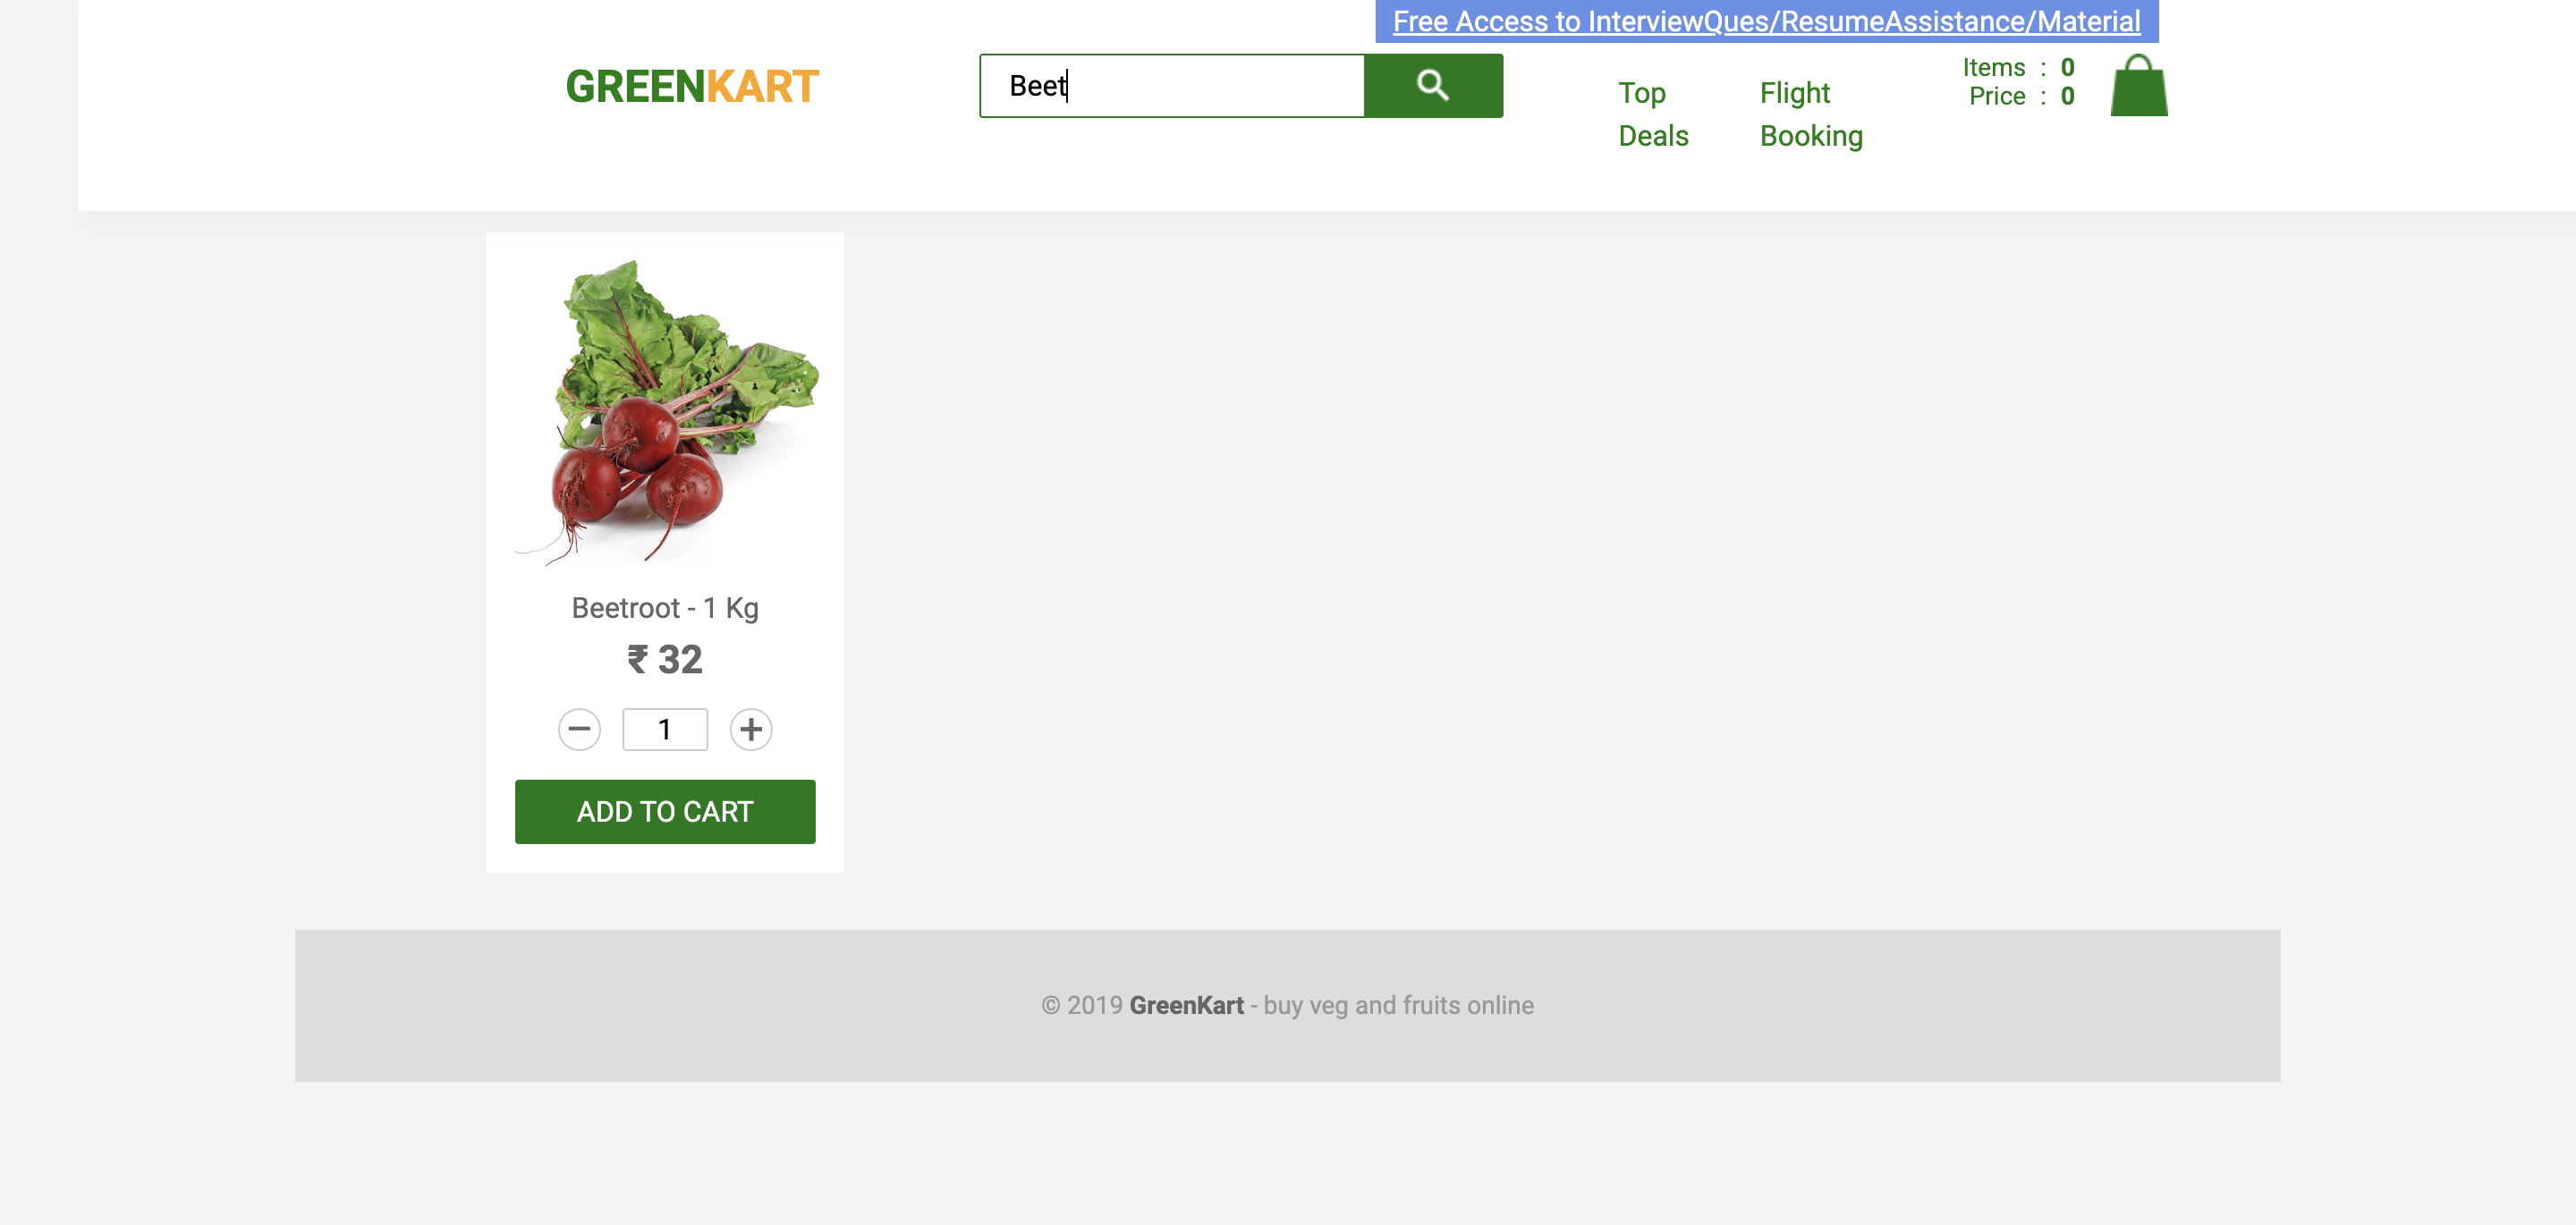 Free Access to InterviewQues/ResumeAssistance/Material
GREENKART
Beet
Top
Deals
Flight
Booking
Items : 0
Price : 0
Beetroot - 1 Kg
₹ 32
1
ADD TO CART
© 2019 GreenKart - buy veg and fruits online